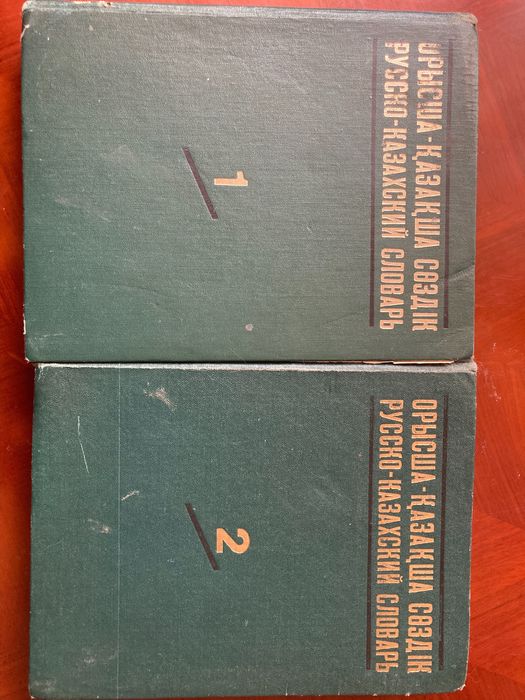 ОРЫСША-ҚАЗАҚША СӨЗДІК
РУССКО-КАЗАХСКИЙ СЛОВАРЬ
1
ОРЫСША-ҚАЗАҚША СӨЗДІК
РУССКО-КАЗАХСКИЙ СЛОВАРЬ
2